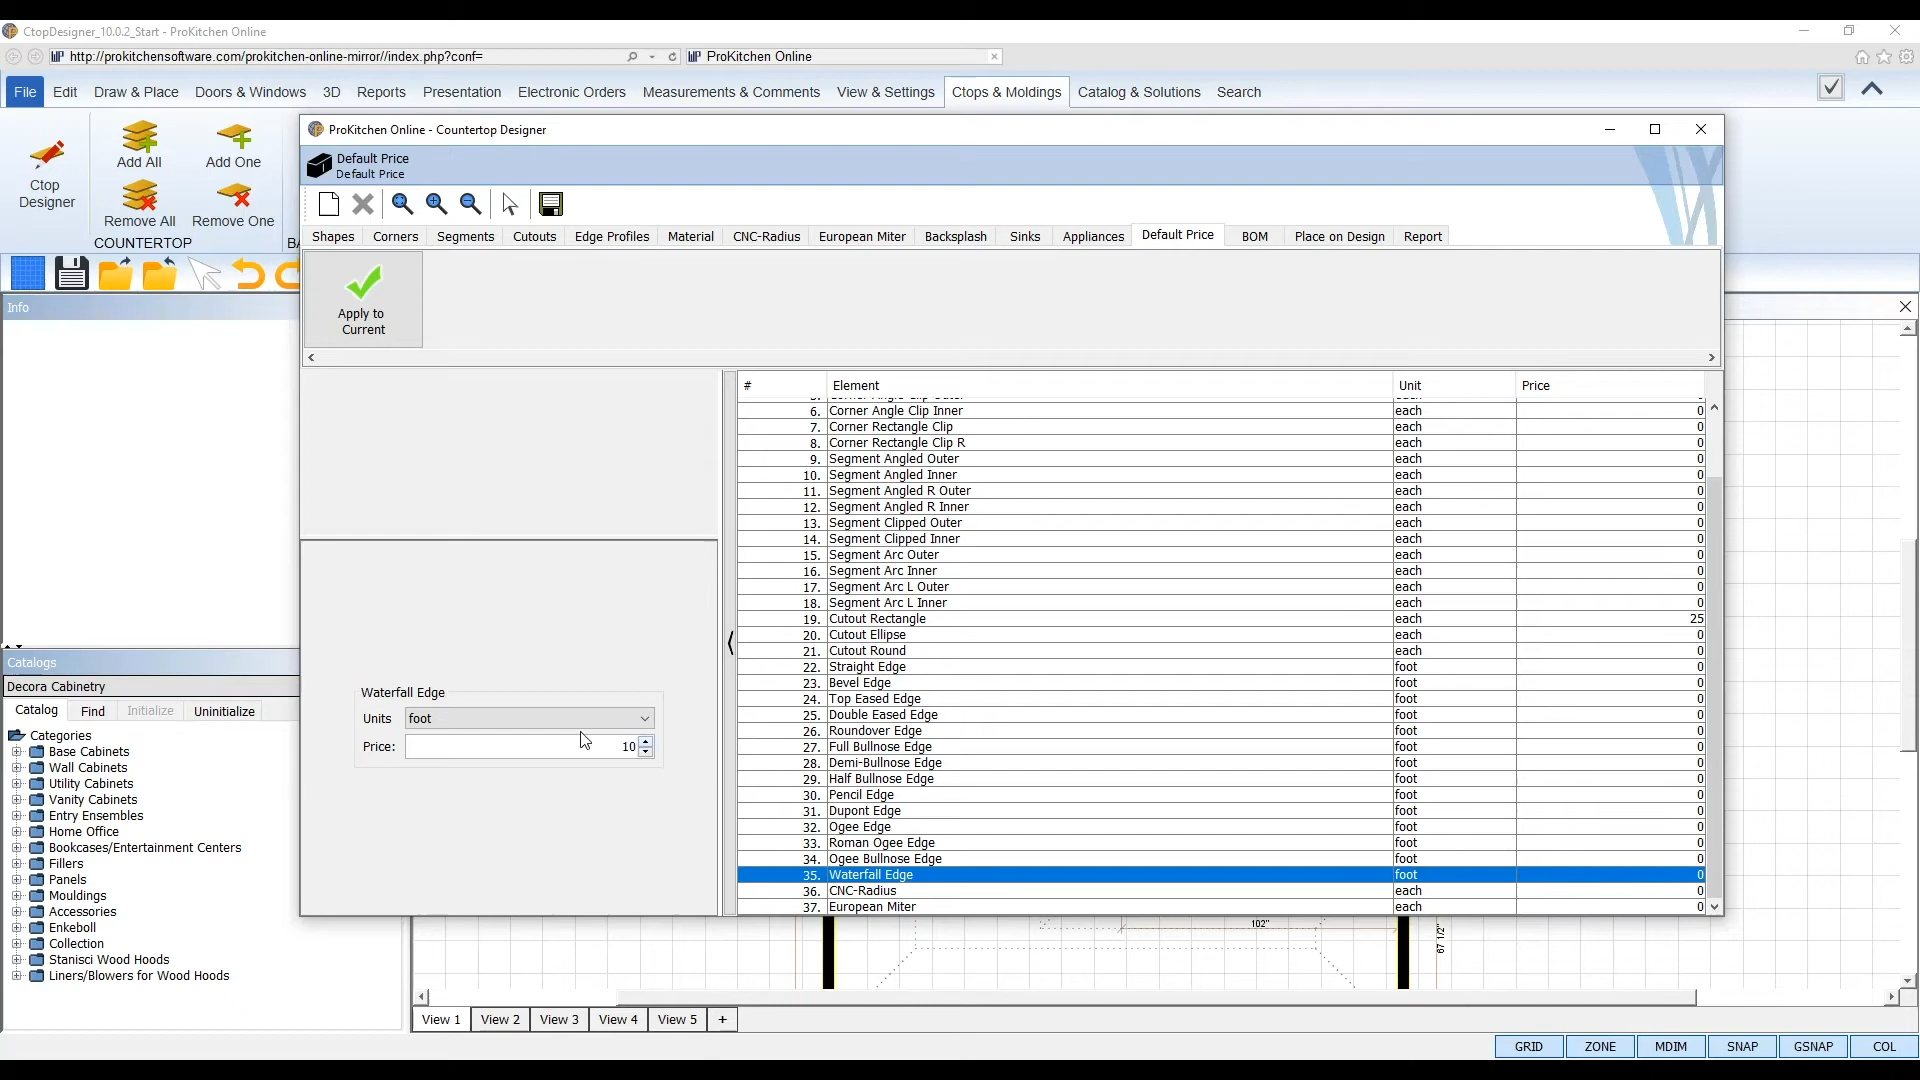 CtopDesigner_10.0.2_Start - ProKitchen Online
http://prokitchensoftware.com/prokitchen-online-mirror//index.php?conf=
ProKitchen Online
File Edit Draw & Place Doors & Windows 3D Reports Presentation Electronic Orders Measurements & Comments View & Settings Ctops & Moldings Catalog & Solutions Search
Ctop Designer
Add All
Add One
Remove All
Remove One
COUNTERTOP
ProKitchen Online - Countertop Designer
Default Price
Default Price
Shapes Corners Segments Cutouts Edge Profiles Material CNC-Radius European Miter Backsplash Sinks Appliances Default Price BOM Place on Design Report
Apply to
Current
Info
Catalogs
Decora Cabinetry
Catalog Find Initialize Uninitialize
Categories
Base Cabinets
Wall Cabinets
Utility Cabinets
Vanity Cabinets
Entry Ensembles
Home Office
Bookcases/Entertainment Centers
Fillers
Panels
Mouldings
Accessories
Enkeboll
Collection
Stanisci Wood Hoods
Liners/Blowers for Wood Hoods
Waterfall Edge
Units foot
Price: 10
# Element Unit Price
6. Corner Angle Clip Inner each 0
7. Corner Rectangle Clip each 0
8. Corner Rectangle Clip R each 0
9. Segment Angled Outer each 0
10. Segment Angled Inner each 0
11. Segment Angled R Outer each 0
12. Segment Angled R Inner each 0
13. Segment Clipped Outer each 0
14. Segment Clipped Inner each 0
15. Segment Arc Outer each 0
16. Segment Arc Inner each 0
17. Segment Arc L Outer each 0
18. Segment Arc L Inner each 0
19. Cutout Rectangle each 25
20. Cutout Ellipse each 0
21. Cutout Round each 0
22. Straight Edge foot 0
23. Bevel Edge foot 0
24. Top Eased Edge foot 0
25. Double Eased Edge foot 0
26. Roundover Edge foot 0
27. Full Bullnose Edge foot 0
28. Demi-Bullnose Edge foot 0
29. Half Bullnose Edge foot 0
30. Pencil Edge foot 0
31. Dupont Edge foot 0
32. Ogee Edge foot 0
33. Roman Ogee Edge foot 0
34. Ogee Bullnose Edge foot 0
35. Waterfall Edge foot 0
36. CNC-Radius each 0
37. European Miter each 0
102"
67 1/2"
View 1 View 2 View 3 View 4 View 5 +
GRID ZONE MDIM SNAP GSNAP COL